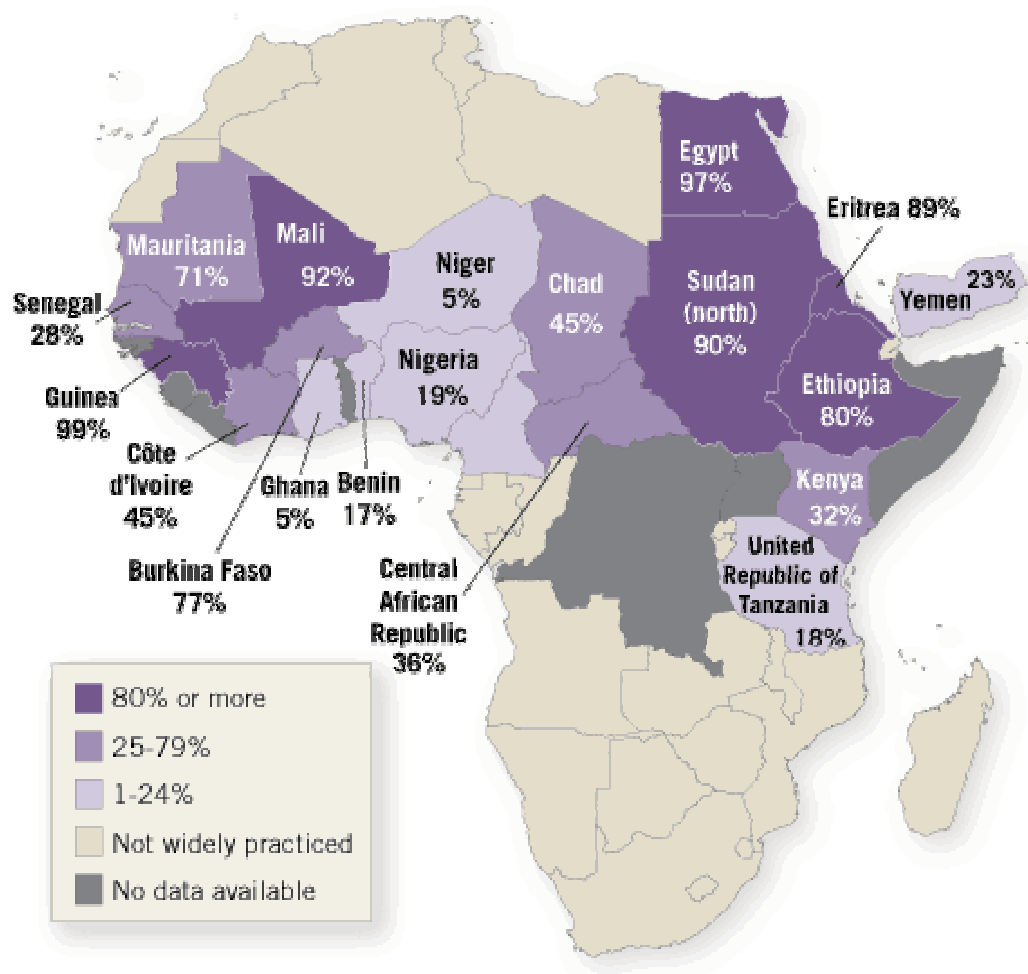 Egypt
97%
Eritrea 89%
Mali
92%
Mauritania
71%
Niger
5%
Chad
45%
Sudan
(north)
90%
23%
Yemen
Senegal
28%
Nigeria
19%
Ethiopia
80%
Guinea
99%
Côte
d'Ivoire
45%
Ghana
5%
Benin
17%
Kenya
32%
Burkina Faso
77%
Central
African
Republic
36%
United
Republic of
Tanzania
18%
80% or more
25-79%
1-24%
Not widely practiced
No data available